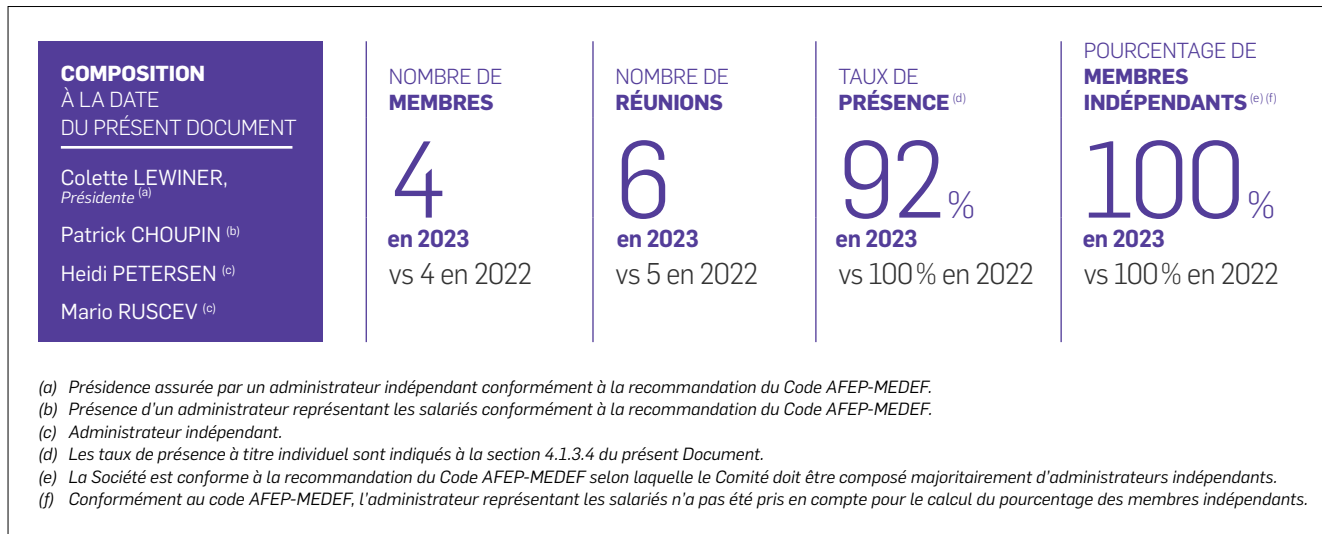 COMPOSITION
À LA DATE
DU PRÉSENT DOCUMENT
Colette LEWINER,
Présidente (a)
Patrick CHOUPIN (b)
Heidi PETERSEN (c)
Mario RUSCEV (c)
NOMBRE DE
MEMBRES
4
en 2023
vs 4 en 2022
NOMBRE DE
RÉUNIONS
6
en 2023
vs 5 en 2022
TAUX DE
PRÉSENCE (d)
92 %
en 2023
vs 100 % en 2022
POURCENTAGE DE
MEMBRES
INDÉPENDANTS (e) (f)
100 %
en 2023
vs 100 % en 2022
(a) Présidence assurée par un administrateur indépendant conformément à la recommandation du Code AFEP-MEDEF.
(b) Présence d'un administrateur représentant les salariés conformément à la recommandation du Code AFEP-MEDEF.
(c) Administrateur indépendant.
(d) Les taux de présence à titre individuel sont indiqués à la section 4.1.3.4 du présent Document.
(e) La Société est conforme à la recommandation du Code AFEP-MEDEF selon laquelle le Comité doit être composé majoritairement d'administrateurs indépendants.
(f) Conformément au code AFEP-MEDEF, l'administrateur représentant les salariés n'a pas été pris en compte pour le calcul du pourcentage des membres indépendants.